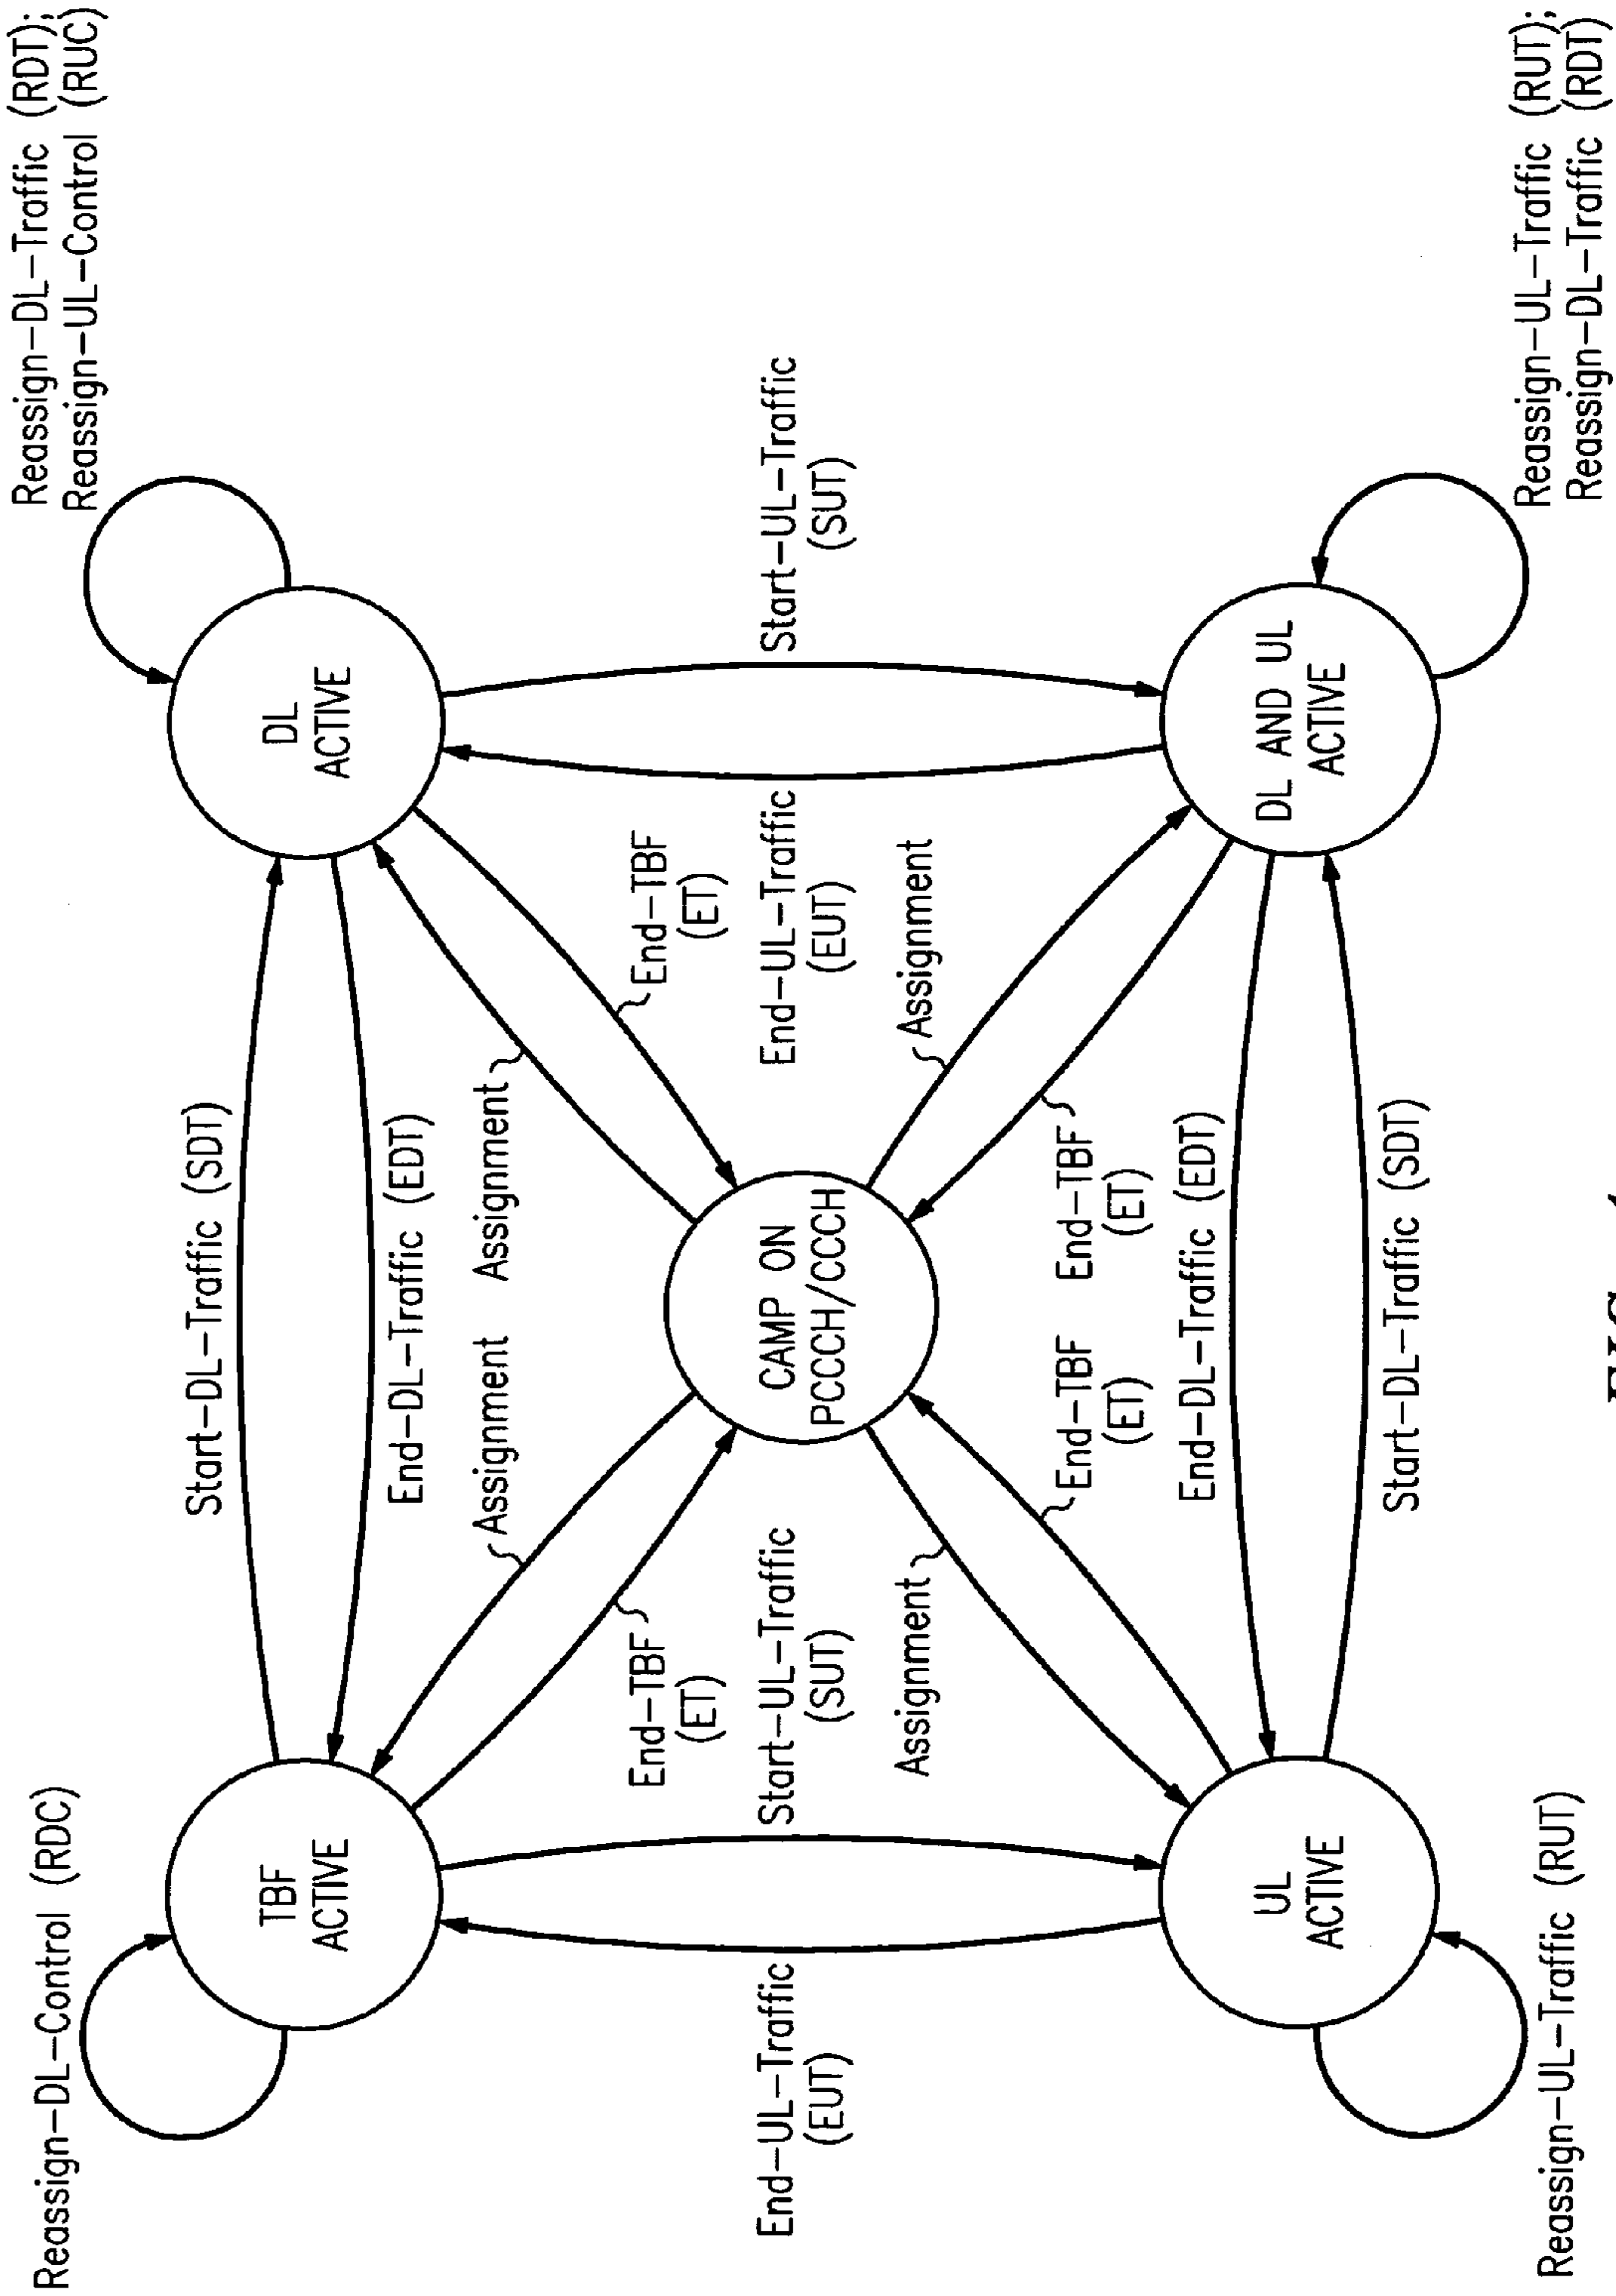 Reassign-DL-Control (RDC)
Reassign-DL-Traffic (RDT);
Reassign-UL-Control (RUC)
Start-DL-Traffic (SDT)
TBF
ACTIVE
DL
ACTIVE
End-DL-Traffic (EDT)
Assignment
Assignment
End-TBF
(ET)
End-TBF
(ET)
End-UL-Traffic
(EUT)
Start-UL-Traffic
(SUT)
CAMP ON
PCCCH/CCCH
End-UL-Traffic
(EUT)
Start-UL-Traffic
(SUT)
Assignment
Assignment
End-TBF
(ET)
End-TBF
(ET)
End-DL-Traffic (EDT)
UL
ACTIVE
DL AND UL
ACTIVE
Start-DL-Traffic (SDT)
Reassign-UL-Traffic (RUT)
Reassign-UL-Traffic (RUT);
Reassign-DL-Traffic (RDT)